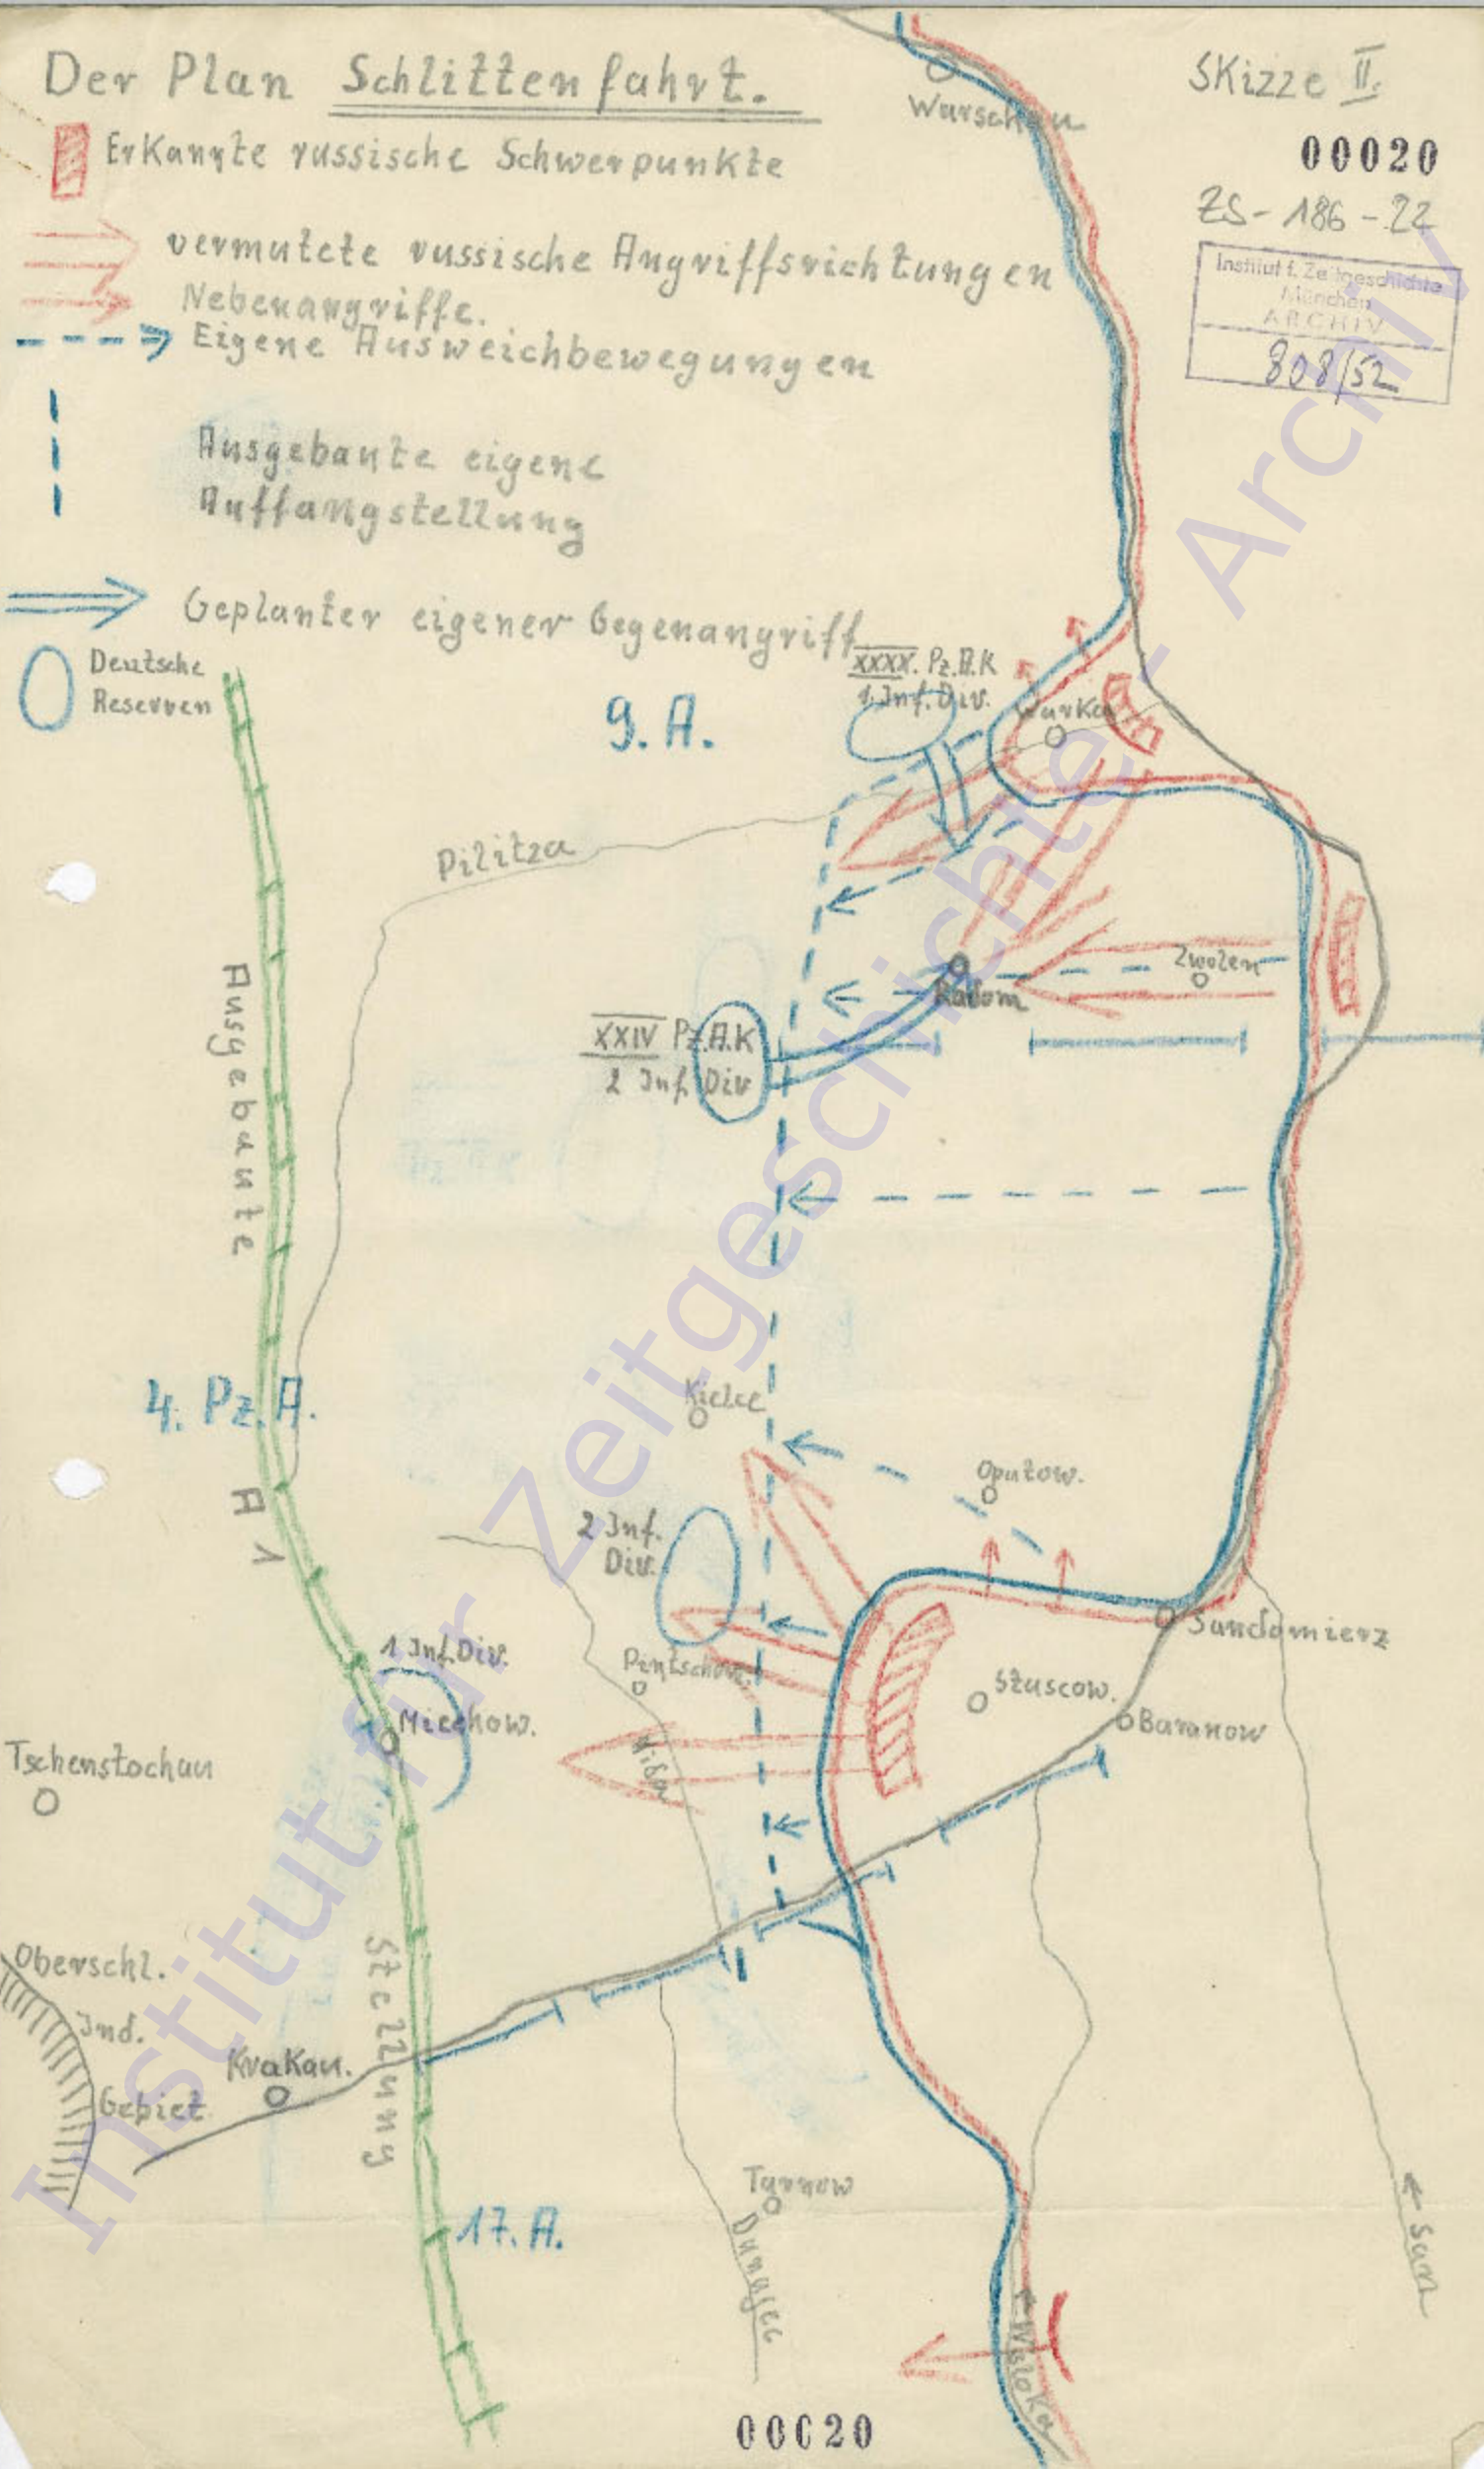 Der Plan Schlittenfahrt.
Skizze II.
00020
ZS-186-22
Institut f. Zeitgeschichte
München
ARCHIV
808/52
Erkannte russische Schwerpunkte
vermutete russische Angriffsrichtungen
Nebenangriffe.
Eigene Ausweichbewegungen
Ausgebaute eigene
Auffangstellung
Geplanter eigener Gegenangriff
Deutsche
Reserven
Warschau
9. A.
XXXX. Pz.A.K
1 Inf. Div.
Warka
Pilitza
Zwolen
Radom
XXIV Pz.A.K
2 Inf. Div
Ausgebaute
4. Pz. A.
A 1
Kielce
Opatow.
2 Inf.
Div.
Sandomierz
1 Inf. Div.
Pintschow.
Stuscow.
Baranow
Miechow.
Nida
Tschenstochau
Oberschl.
Ind.
Gebiet
Krakau.
Stellung
Tarnow
17. A.
Dunajec
San
Wisloka
00020
Institut für Zeitgeschichte - Archiv